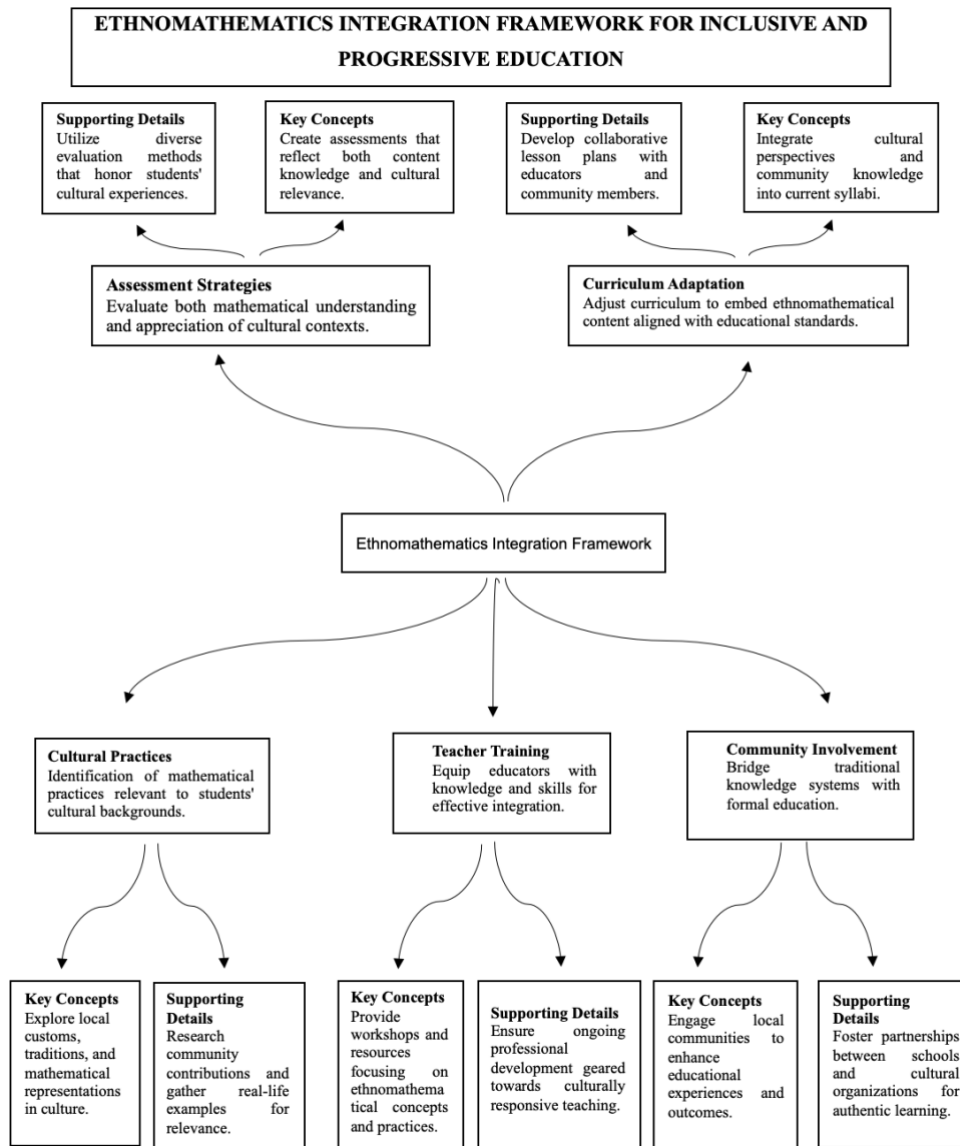 ETHNOMATHEMATICS INTEGRATION FRAMEWORK FOR INCLUSIVE AND
PROGRESSIVE EDUCATION
Supporting Details
Utilize diverse
evaluation methods
that honor students'
cultural experiences.
Key Concepts
Create assessments that
reflect both content
knowledge and cultural
relevance.
Supporting Details
Develop collaborative
lesson plans with
educators and
community members.
Key Concepts
Integrate cultural
perspectives and
community knowledge
into current syllabi.
Assessment Strategies
Evaluate both mathematical understanding
and appreciation of cultural contexts.
Curriculum Adaptation
Adjust curriculum to embed ethnomathematical
content aligned with educational standards.
Ethnomathematics Integration Framework
Cultural Practices
Identification of mathematical
practices relevant to students'
cultural backgrounds.
Teacher Training
Equip educators with
knowledge and skills for
effective integration.
Community Involvement
Bridge traditional
knowledge systems with
formal education.
Key Concepts
Explore local
customs,
traditions, and
mathematical
representations
in culture.
Supporting
Details
Research
community
contributions and
gather real-life
examples for
relevance.
Key Concepts
Provide
workshops and
resources
focusing on
ethnomathema
tical concepts
and practices.
Supporting Details
Ensure ongoing
professional
development geared
towards culturally
responsive teaching.
Key Concepts
Engage local
communities to
enhance
educational
experiences and
outcomes.
Supporting
Details
Foster partnerships
between schools
and cultural
organizations for
authentic learning.